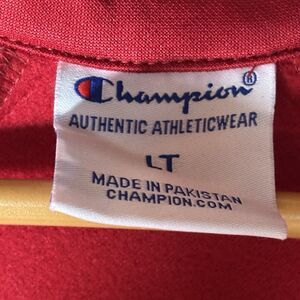 Champion®
AUTHENTIC ATHLETICWEAR
LT
MADE IN PAKISTAN
CHAMPION.COM